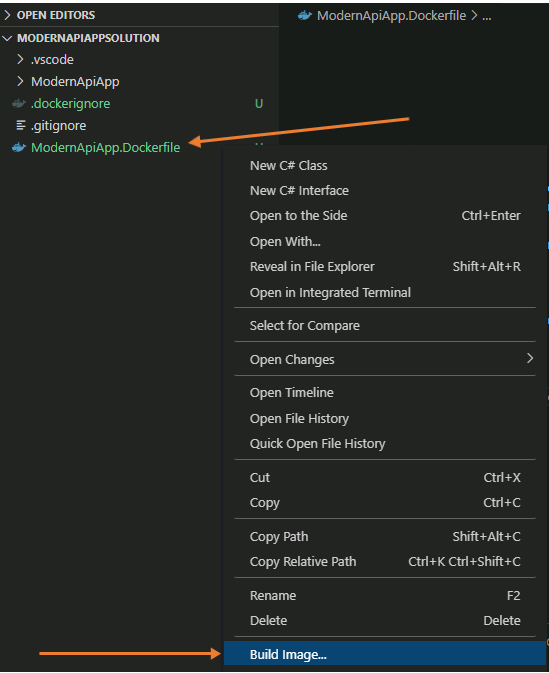 OPEN EDITORS
ModernApiApp.Dockerfile > ...
MODERNAPIAPPSOLUTION
.vscode
ModernApiApp
.dockerignore U
.gitignore
ModernApiApp.Dockerfile
New C# Class
New C# Interface
Open to the Side Ctrl+Enter
Open With...
Reveal in File Explorer Shift+Alt+R
Open in Integrated Terminal
Select for Compare
Open Changes
Open Timeline
Open File History
Quick Open File History
Cut Ctrl+X
Copy Ctrl+C
Copy Path Shift+Alt+C
Copy Relative Path Ctrl+K Ctrl+Shift+C
Rename F2
Delete Delete
Build Image...